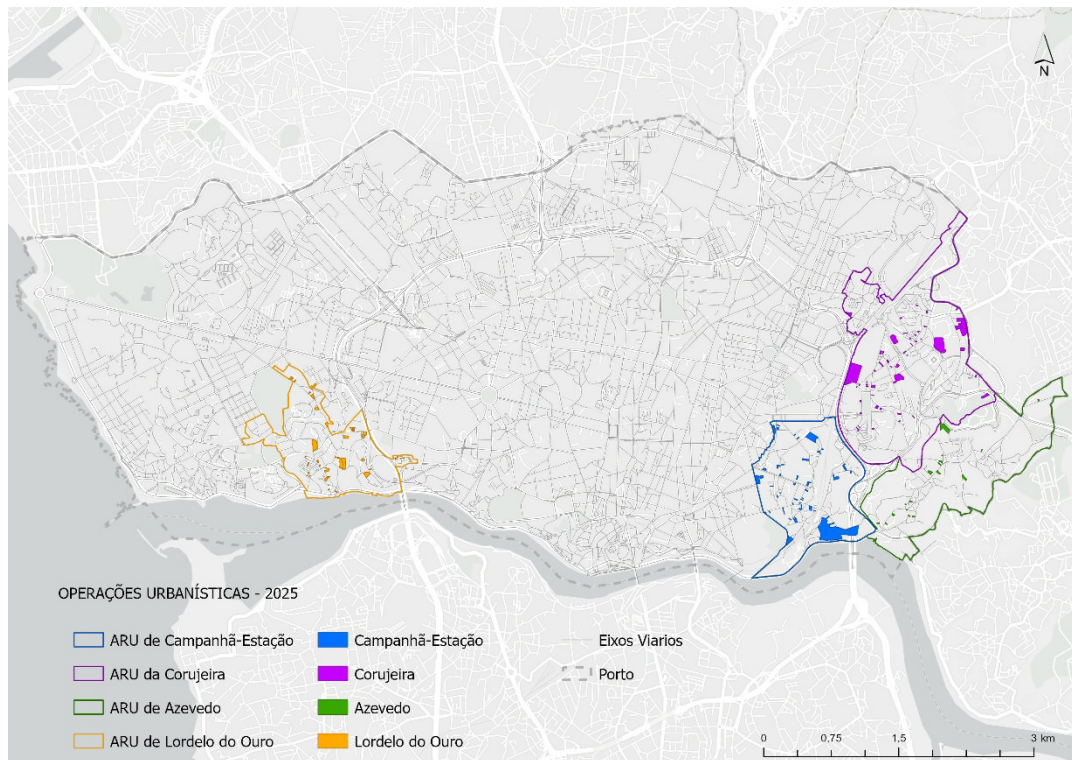 N
OPERAÇÕES URBANÍSTICAS - 2025
ARU de Campanhã-Estação
Campanhã-Estação
Eixos Viarios
ARU da Corujeira
Corujeira
Porto
ARU de Azevedo
Azevedo
ARU de Lordelo do Ouro
Lordelo do Ouro
0 0,75 1,5 3 km